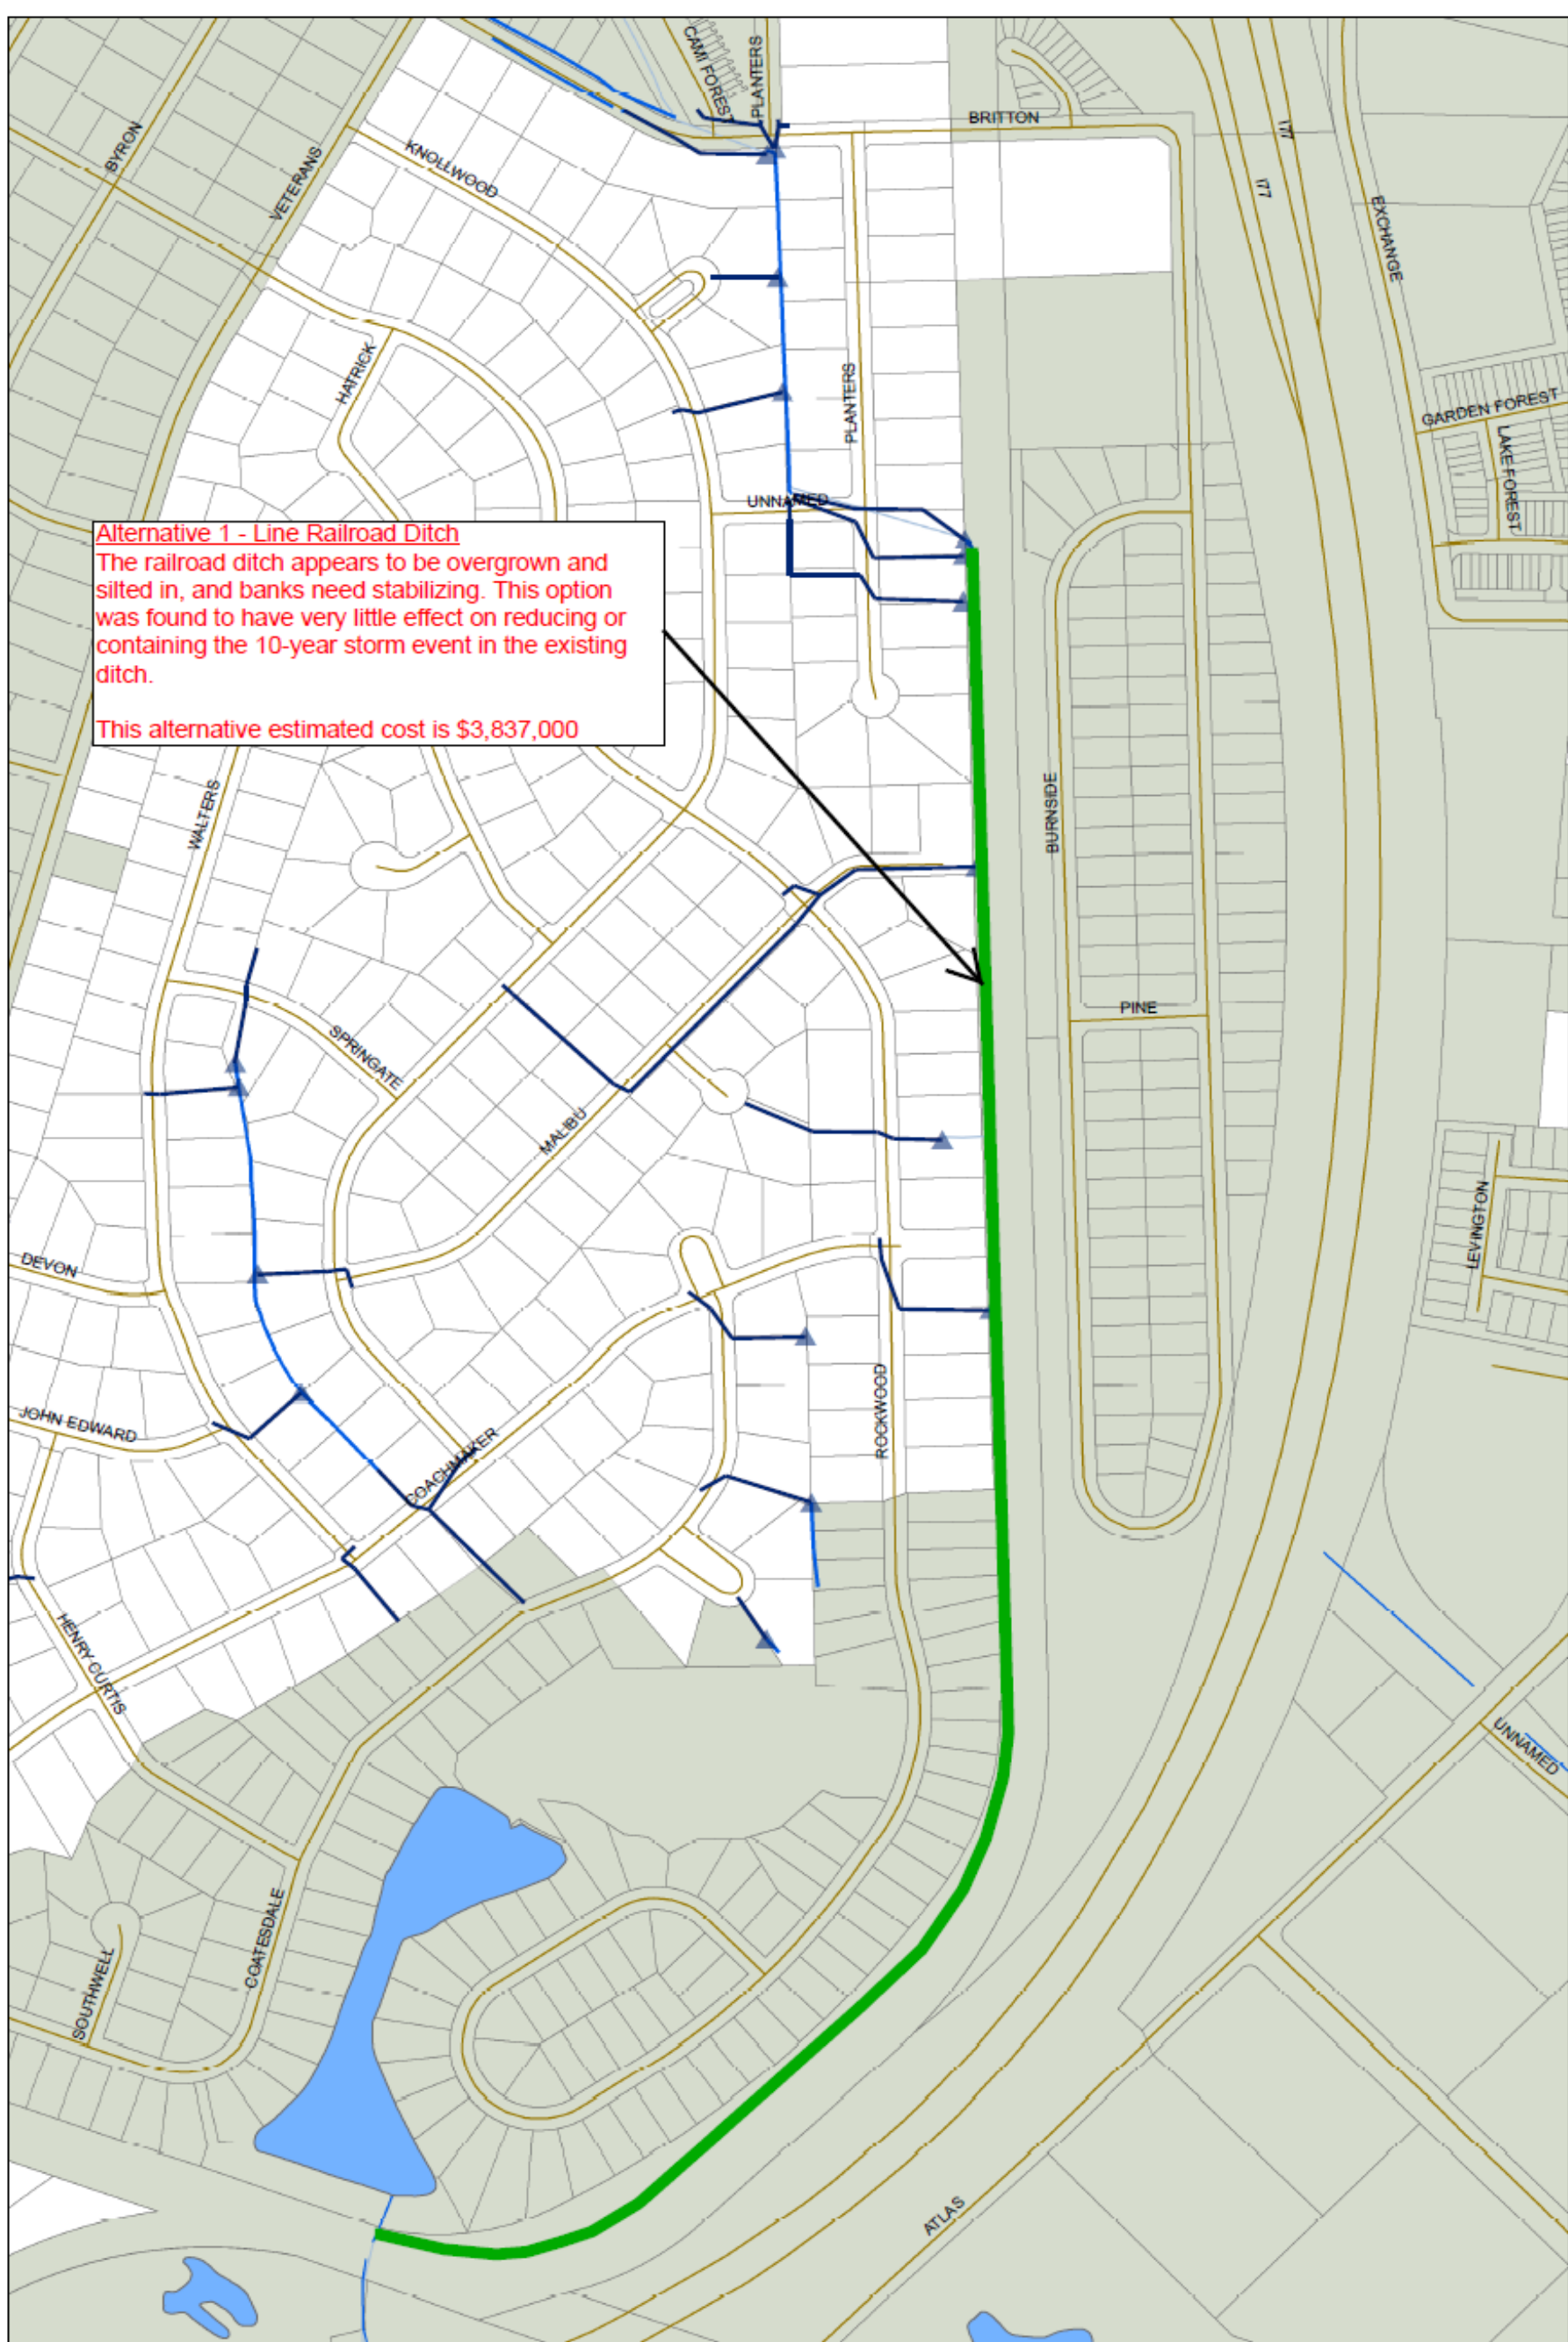 CAMI FOREST
PLANTERS
BRITTON
I77
I77
BYRON
VETERANS
KNOLLWOOD
EXCHANGE
HATRICK
PLANTERS
GARDEN FOREST
LAKE FOREST
UNNAMED
Alternative 1 - Line Railroad Ditch
The railroad ditch appears to be overgrown and
silted in, and banks need stabilizing. This option
was found to have very little effect on reducing or
containing the 10-year storm event in the existing
ditch.
This alternative estimated cost is $3,837,000
WALTERS
BURNSIDE
PINE
SPRINGATE
MALIBU
LEVINGTON
DEVON
ROCKWOOD
JOHN EDWARD
COACHMAKER
HENRY CURTIS
UNNAMED
COATESDALE
SOUTHWELL
ATLAS